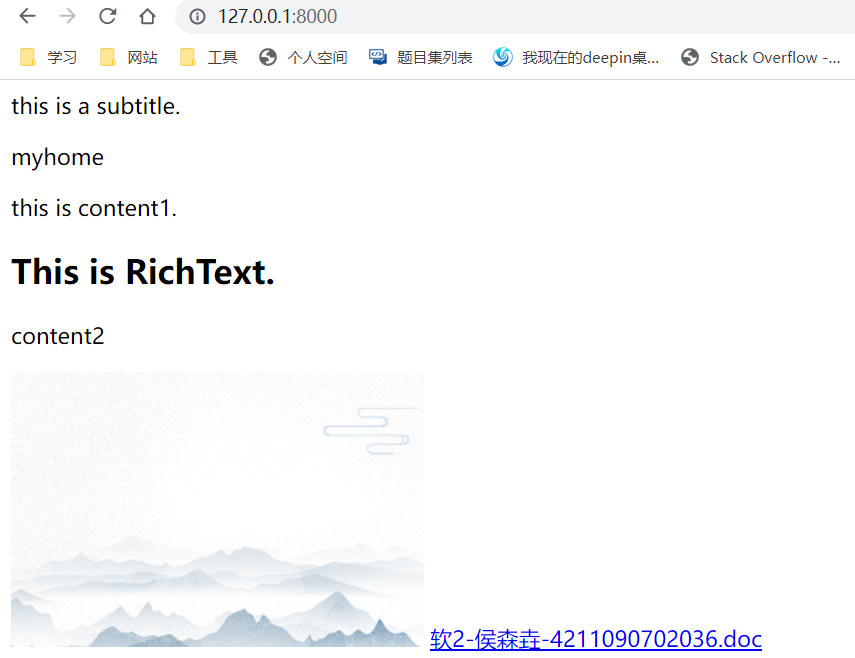 127.0.0.1:8000
学习 网站 工具 个人空间 题目集列表 我现在的deepin桌... Stack Overflow -...
this is a subtitle.
myhome
this is content1.
This is RichText.
content2
软2-侯森垚-4211090702036.doc